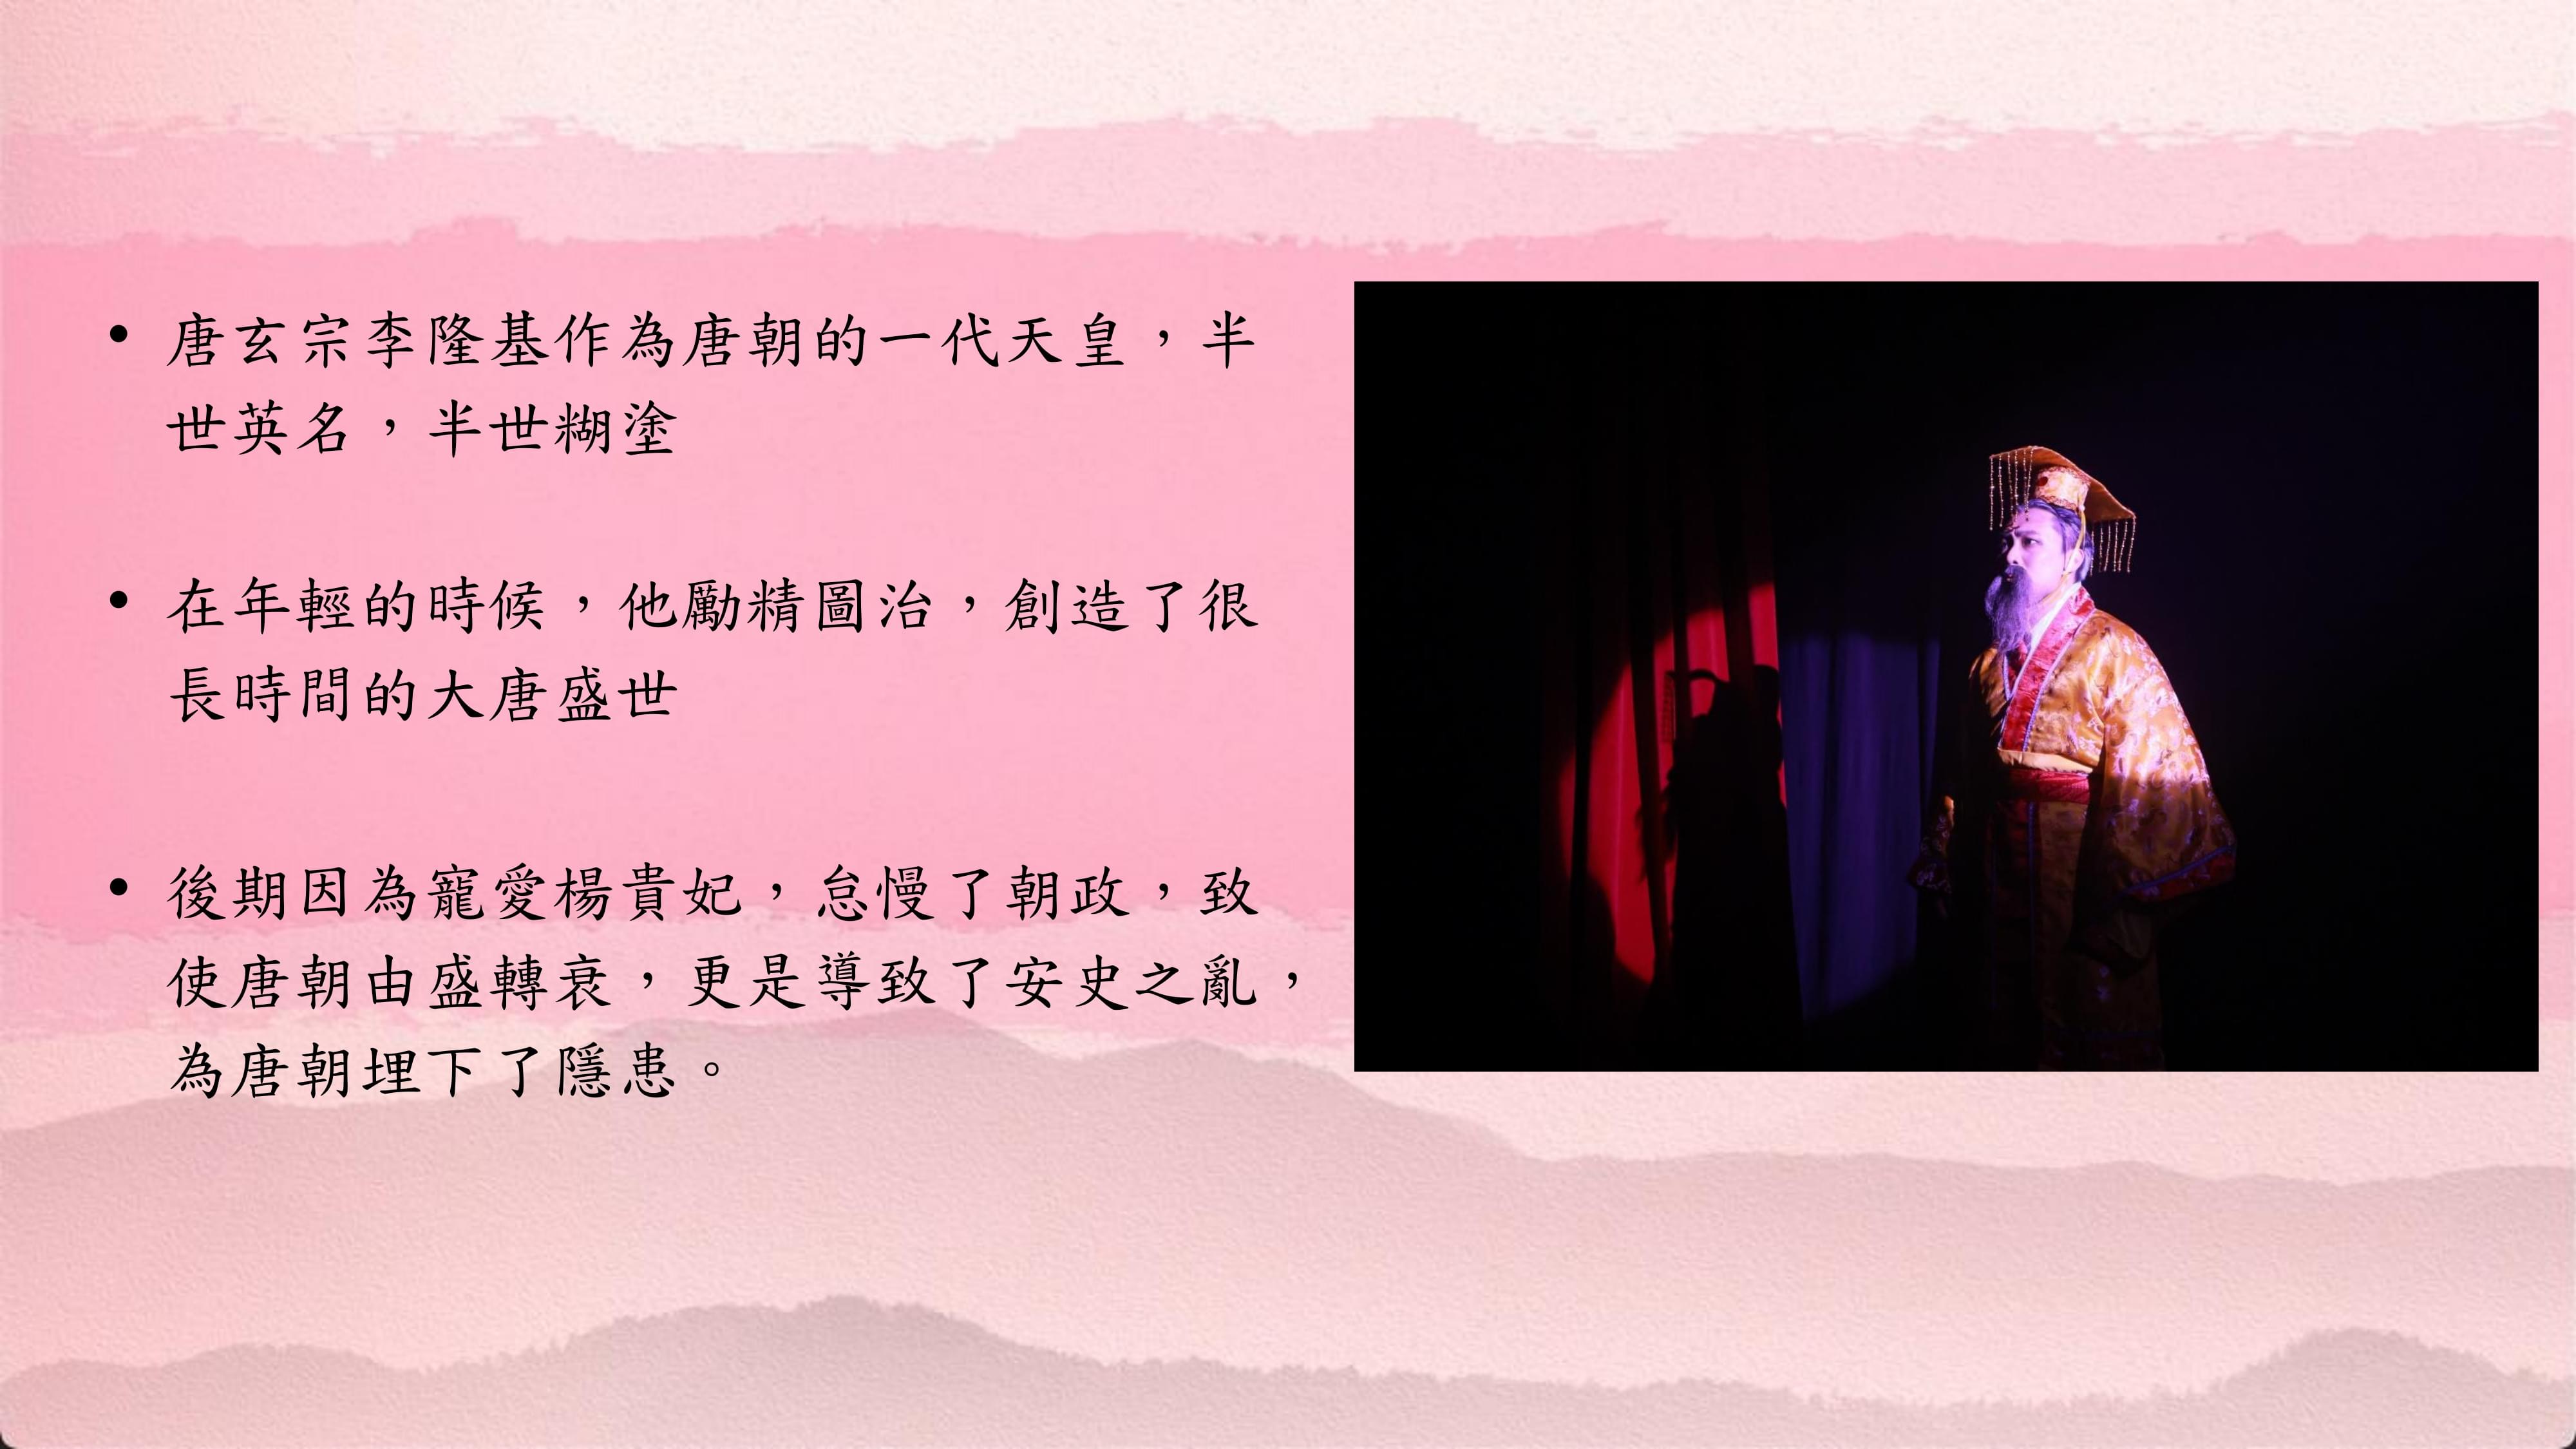 • 唐玄宗李隆基作為唐朝的一代天皇，半
世英名，半世糊塗
• 在年輕的時候，他勵精圖治，創造了很
長時間的大唐盛世
• 後期因為寵愛楊貴妃，怠慢了朝政，致
使唐朝由盛轉衰，更是導致了安史之亂，
為唐朝埋下了隱患。